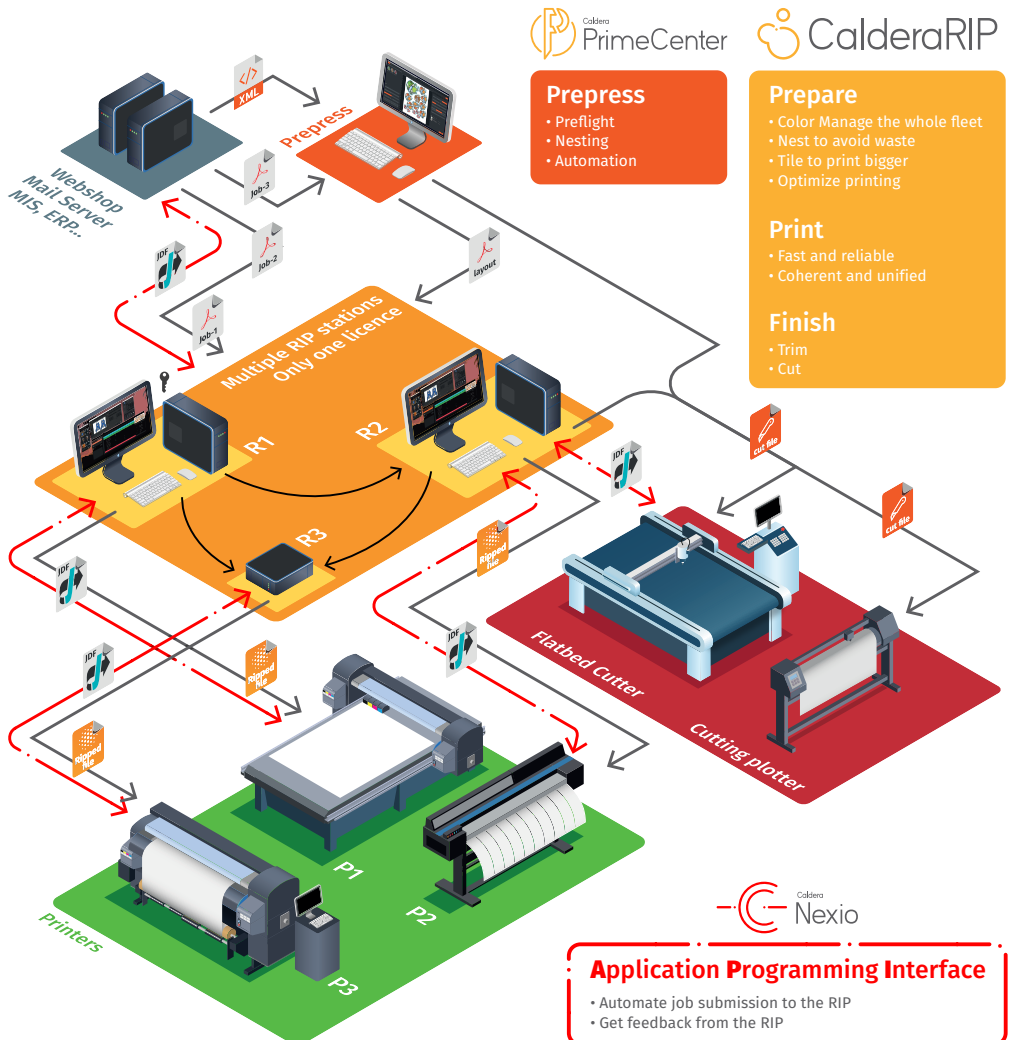 Caldera
PrimeCenter
CalderaRIP
Prepress
• Preflight
• Nesting
• Automation
Prepare
• Color Manage the whole fleet
• Nest to avoid waste
• Tile to print bigger
• Optimize printing
Print
• Fast and reliable
• Coherent and unified
Finish
• Trim
• Cut
</>
XML
Prepress
Webshop
Mail Server
MIS, ERP...
Job-3
JDF
Job-2
layout
Job-1
Multiple RIP stations
Only one licence
AA
R1
AA
R2
R3
cut file
cut file
JDF
Ripped
file
JDF
JDF
Ripped
file
JDF
Ripped
file
Flatbed Cutter
Cutting plotter
P1
P2
P3
Printers
Caldera
Nexio
Application Programming Interface
• Automate job submission to the RIP
• Get feedback from the RIP